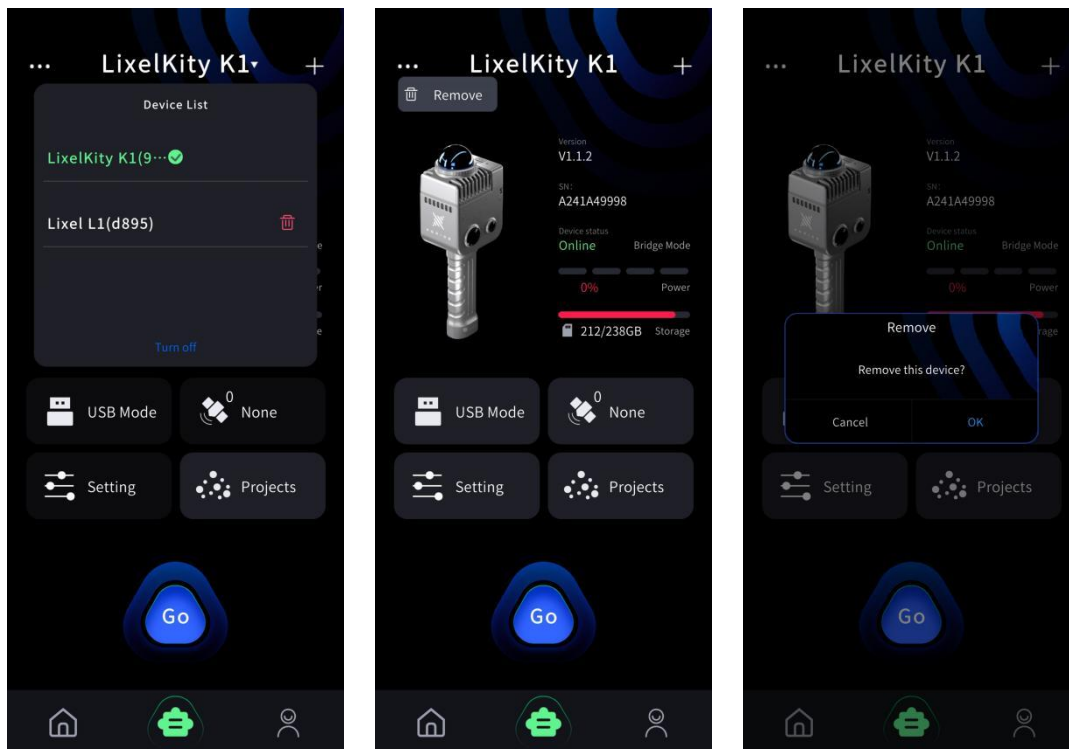 LixelKity K1
Device List
LixelKity K1(9…
Lixel L1(d895)
Turn off
USB Mode
0
None
Setting
Projects
Go
LixelKity K1
Remove
Version
V1.1.2
SN:
A241A49998
Device status
Online Bridge Mode
0% Power
212/238GB Storage
USB Mode
0
None
Setting
Projects
Go
LixelKity K1
Version
V1.1.2
SN:
A241A49998
Device status
Online Bridge Mode
0% Power
Remove
Remove this device?
Cancel OK
Setting
Projects
Go